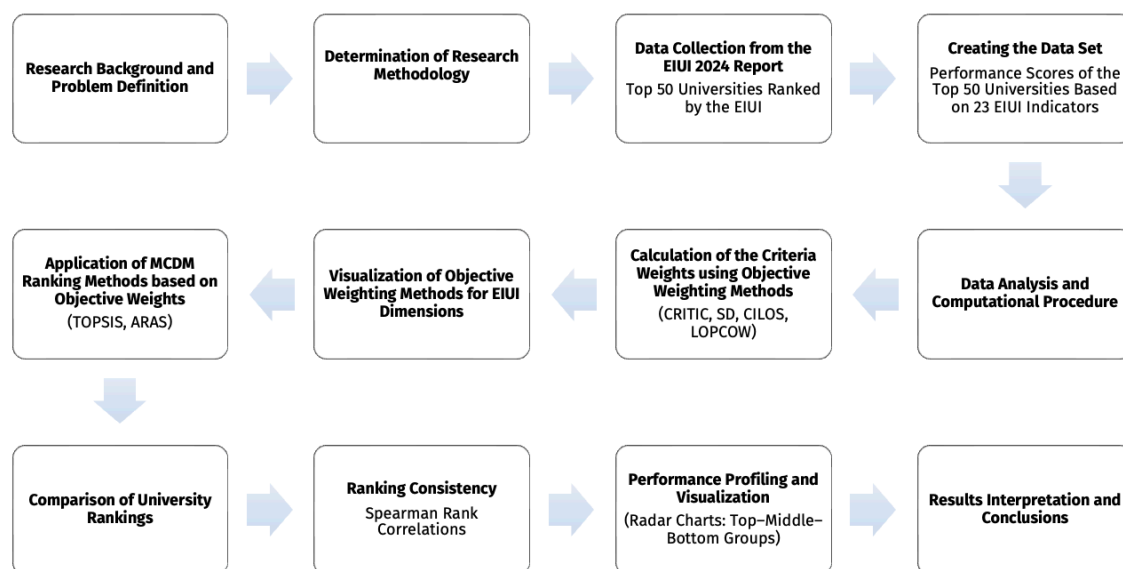 Research Background and
Problem Definition
Determination of Research
Methodology
Data Collection from the
EIUI 2024 Report
Top 50 Universities Ranked
by the EIUI
Creating the Data Set
Performance Scores of the
Top 50 Universities Based
on 23 EIUI Indicators
Data Analysis and
Computational Procedure
Calculation of the Criteria
Weights using Objective
Weighting Methods
(CRITIC, SD, CILOS,
LOPCOW)
Visualization of Objective
Weighting Methods for EIUI
Dimensions
Application of MCDM
Ranking Methods based on
Objective Weights
(TOPSIS, ARAS)
Comparison of University
Rankings
Ranking Consistency
Spearman Rank
Correlations
Performance Profiling and
Visualization
(Radar Charts: Top–Middle–
Bottom Groups)
Results Interpretation and
Conclusions